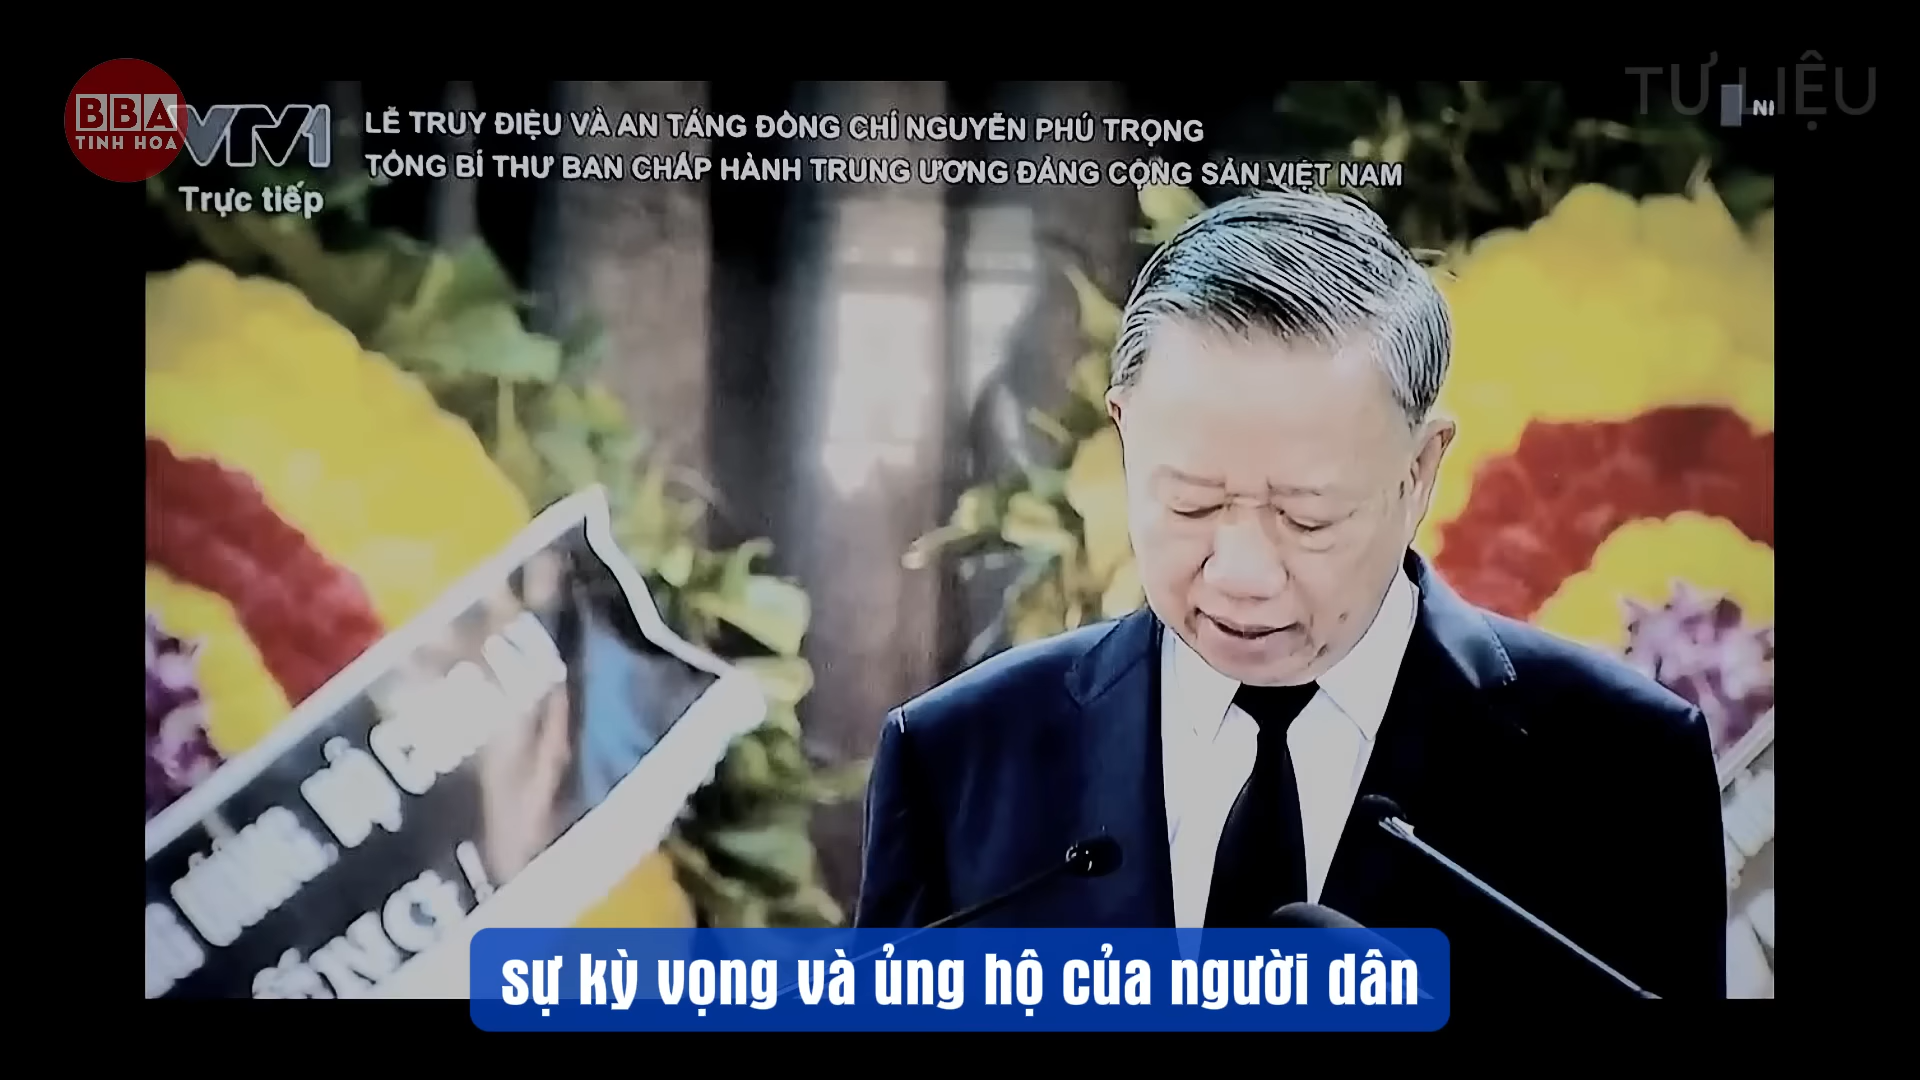 BBA
TINH HOA
VTV1
Trực tiếp
LỄ TRUY ĐIỆU VÀ AN TÁNG ĐỒNG CHÍ NGUYỄN PHÚ TRỌNG
TỔNG BÍ THƯ BAN CHẤP HÀNH TRUNG ƯƠNG ĐẢNG CỘNG SẢN VIỆT NAM
TƯ LIỆU
NI
sự kỳ vọng và ủng hộ của người dân